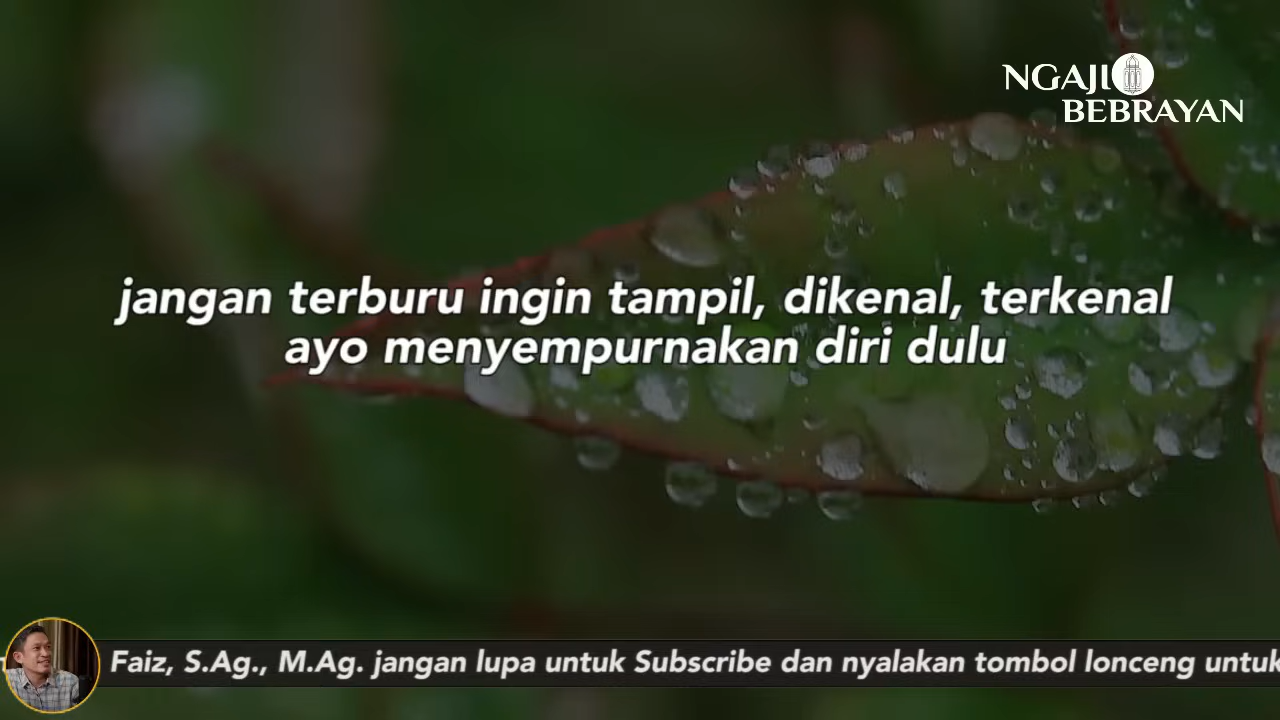 NGAJI
BEBRAYAN
jangan terburu ingin tampil, dikenal, terkenal
ayo menyempurnakan diri dulu
Faiz, S.Ag., M.Ag. jangan lupa untuk Subscribe dan nyalakan tombol lonceng untuk